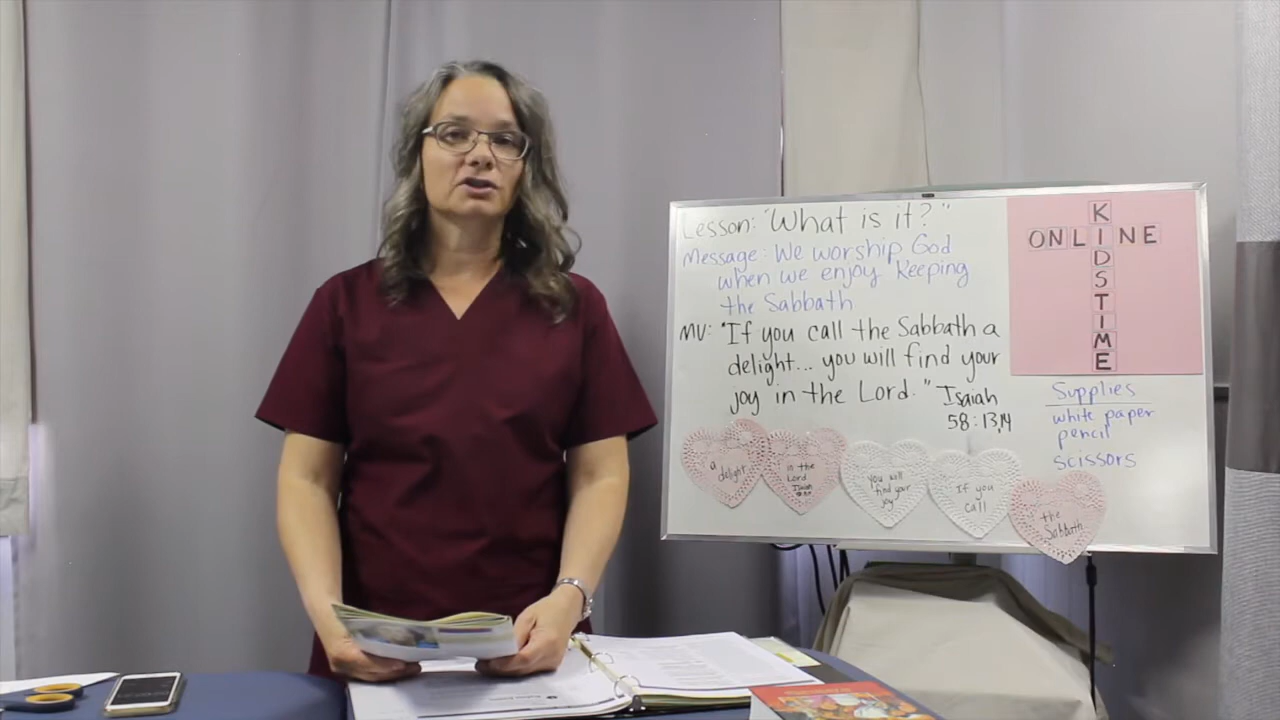 Lesson: "What is it?"
Message: We worship God
when we enjoy Keeping
the Sabbath
MV: "If you call the Sabbath a
delight... you will find your
joy in the Lord." Isaiah
58:13,14
KIDSTIME
ONLINE
Supplies
white paper
pencil
scissors
a
delight
in the
Lord
Isaiah
you will
find your
joy
If you
call
the
Sabbath